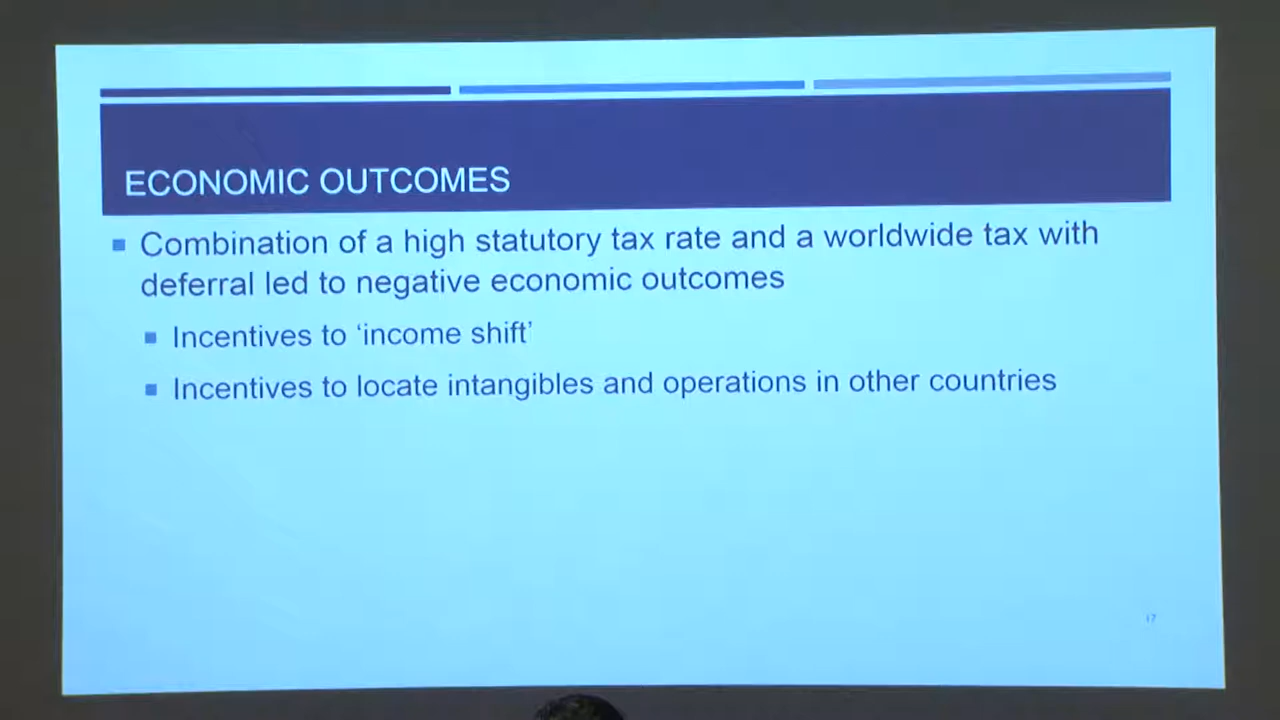 ECONOMIC OUTCOMES
Combination of a high statutory tax rate and a worldwide tax with
deferral led to negative economic outcomes
Incentives to ‘income shift’
Incentives to locate intangibles and operations in other countries
17